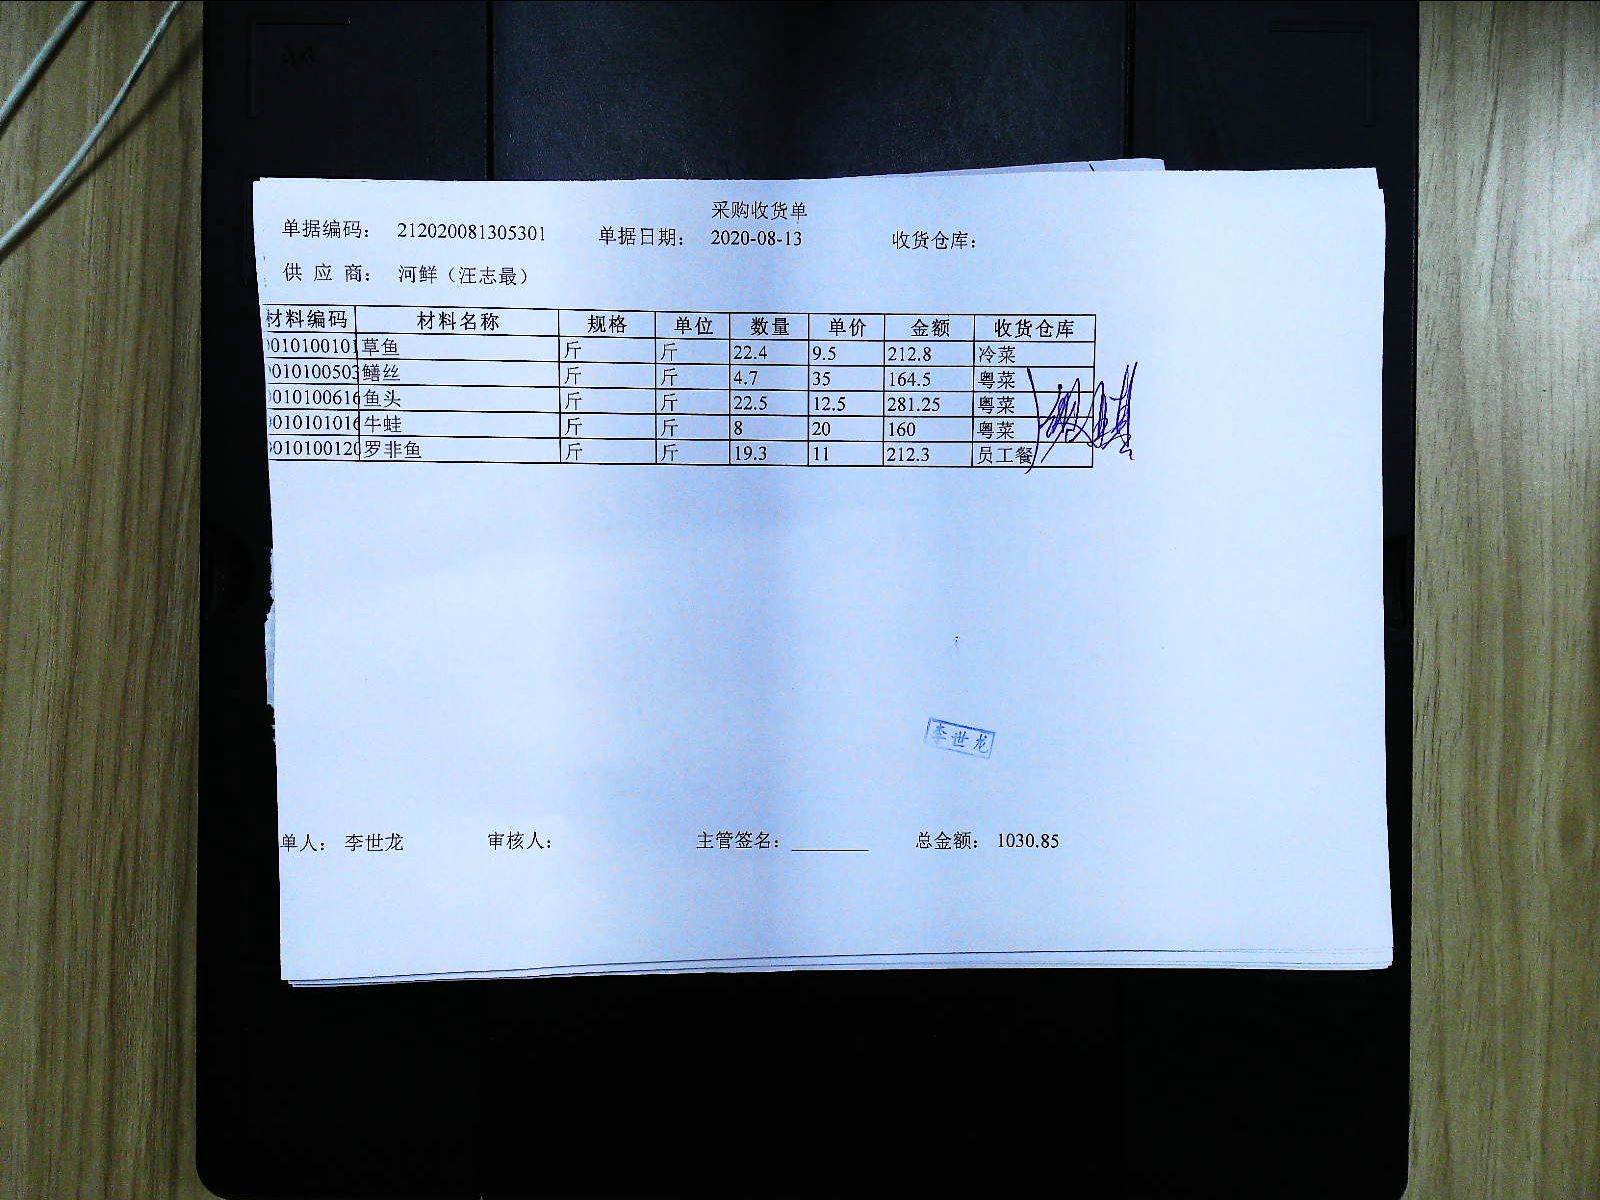 采购收货单
单据编码： 212020081305301 单据日期： 2020-08-13 收货仓库：
供 应 商： 河鲜（汪志最）
材料编码 材料名称 规格 单位 数量 单价 金额 收货仓库
010100101 草鱼 斤 斤 22.4 9.5 212.8 冷菜
010100503 鳝丝 斤 斤 4.7 35 164.5 粤菜
010100616 鱼头 斤 斤 22.5 12.5 281.25 粤菜
010101016 牛蛙 斤 斤 8 20 160 粤菜
010100120 罗非鱼 斤 斤 19.3 11 212.3 员工餐
李世龙
单人： 李世龙 审核人： 主管签名： 总金额： 1030.85